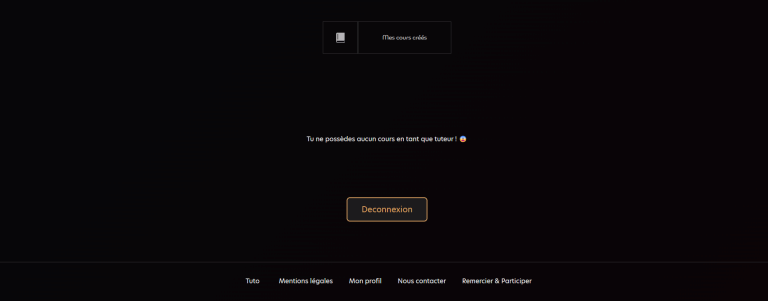 Mes cours créés
Tu ne possèdes aucun cours en tant que tuteur ! 😱
Deconnexion
Tuto Mentions légales Mon profil Nous contacter Remercier & Participer